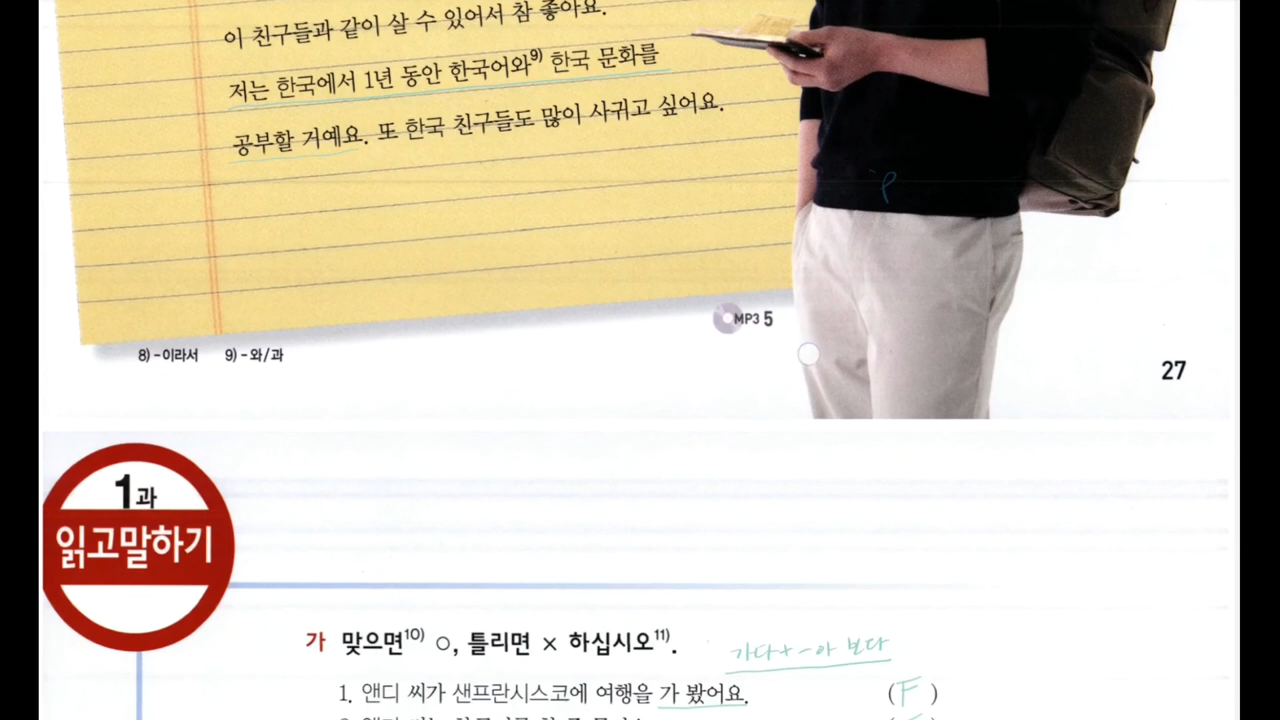 이 친구들과 같이 살 수 있어서 참 좋아요.
저는 한국에서 1년 동안 한국어와9) 한국 문화를
공부할 거예요. 또 한국 친구들도 많이 사귀고 싶어요.
MP3 5
8) -이라서 9) -와/과
27
1과
읽고말하기
가 맞으면10) ○, 틀리면 × 하십시오11).
가다+-아 보다
1. 앤디 씨가 샌프란시스코에 여행을 가 봤어요. (F)